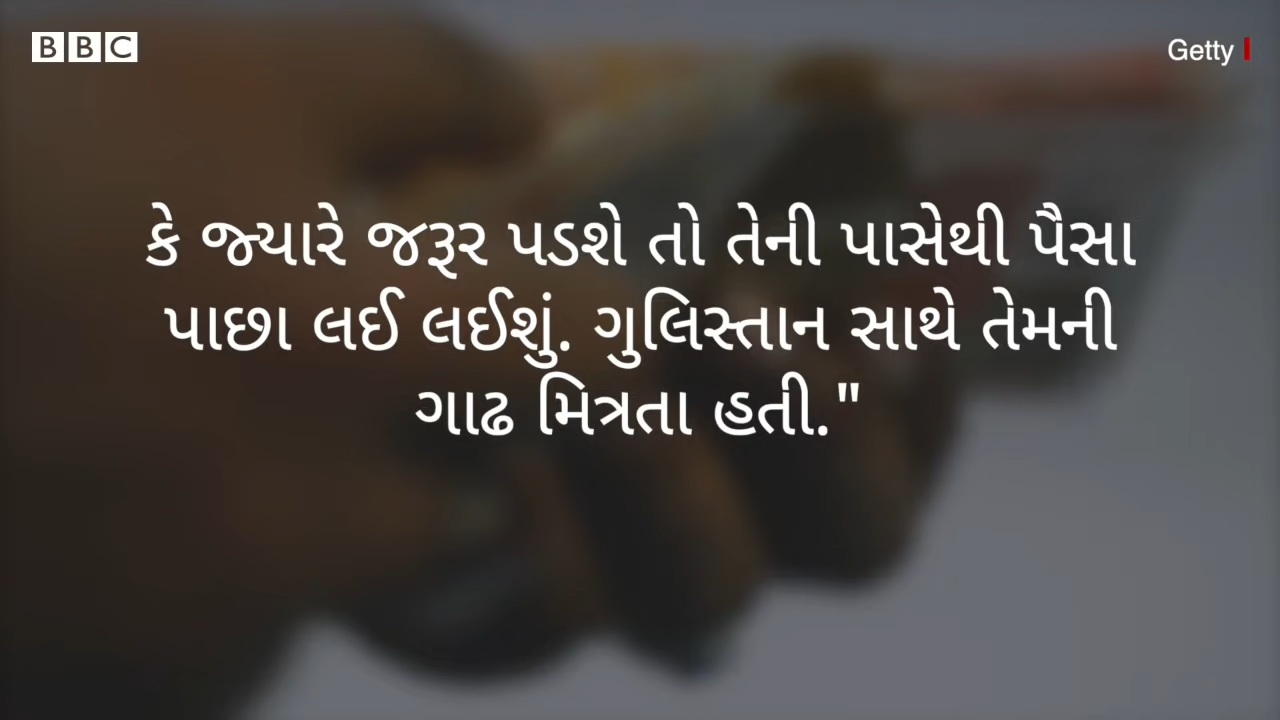 BBC
Getty
કે જ્યારે જરૂર પડશે તો તેની પાસેથી પૈસા
પાછા લઈ લઈશું. ગુલિસ્તાન સાથે તેમની
ગાઢ મિત્રતા હતી."